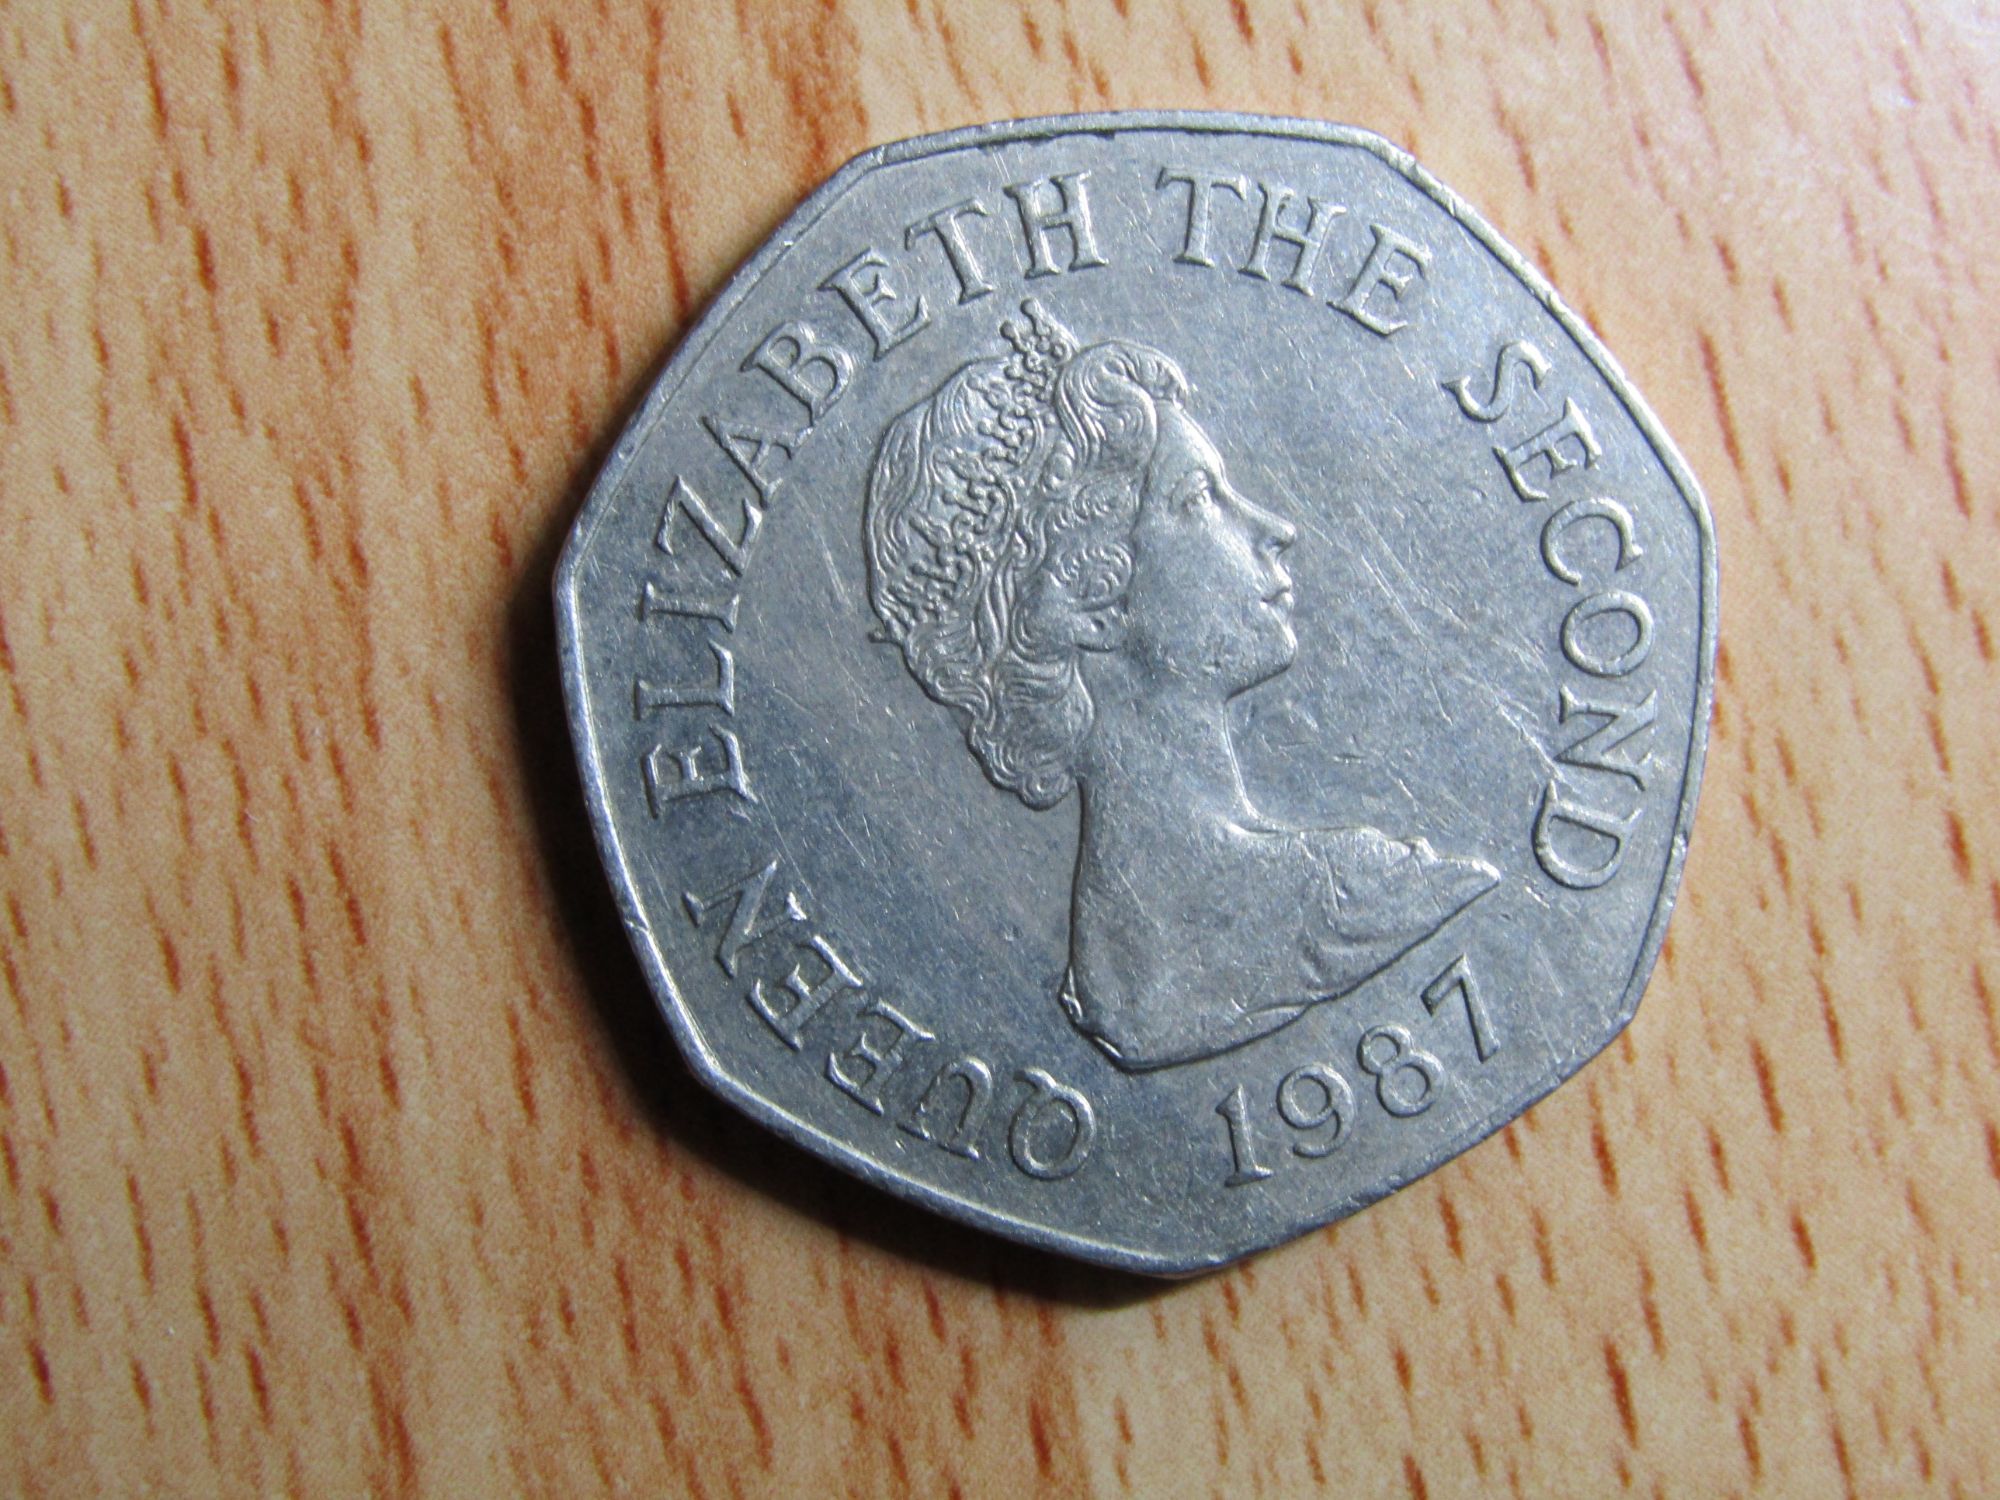 QUEEN ELIZABETH THE SECOND
1987